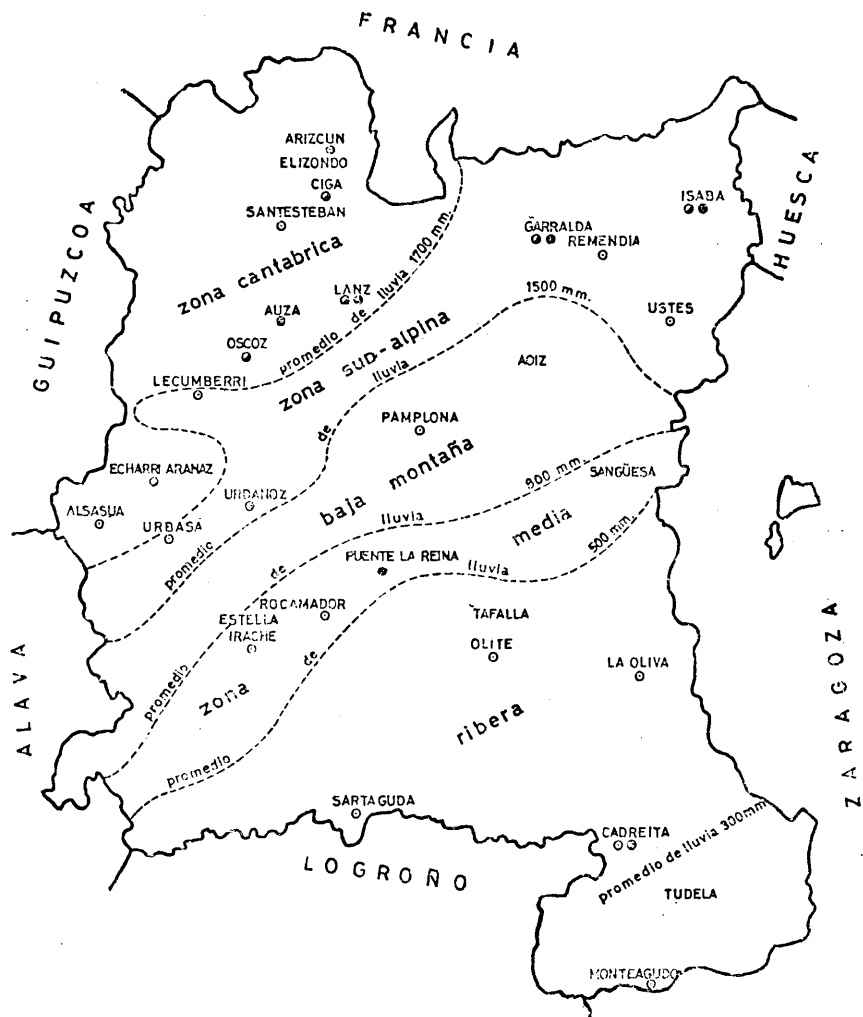 FRANCIA
ARIZCUN
ELIZONDO
CIGA
SANTESTEBAN
ISABA
HUESCA
GARRALDA
REMENDIA
zona cantabrica
promedio de lluvia 1700 mm.
GUIPUZCOA
LANZ
AUZA
OSCOZ
1500 mm.
USTES
zona sud-alpina
LECUMBERRI
AOIZ
PAMPLONA
promedio de lluvia
baja montaña
SANGÜESA
ECHARRI ARANAZ
URDANOZ
ALSASUA
URBASA
800 mm.
promedio de lluvia
media
500 mm.
PUENTE LA REINA
promedio de lluvia
ROCAMADOR
ESTELLA
IRACHE
TAFALLA
OLITE
LA OLIVA
ALAVA
zona
ribera
ZARAGOZA
SARTAGUDA
CADREITA
LOGROÑO
promedio de lluvia 300mm
TUDELA
MONTEAGUDO